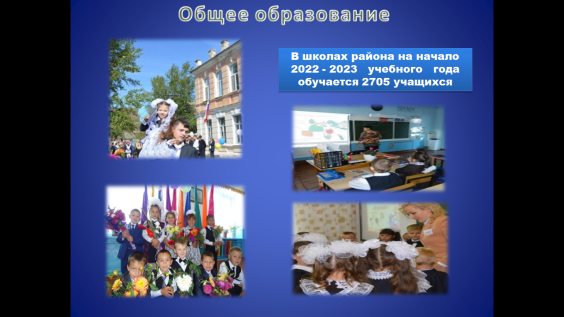 Общее образование
В школах района на начало
2022 - 2023 учебного года
обучается 2705 учащихся